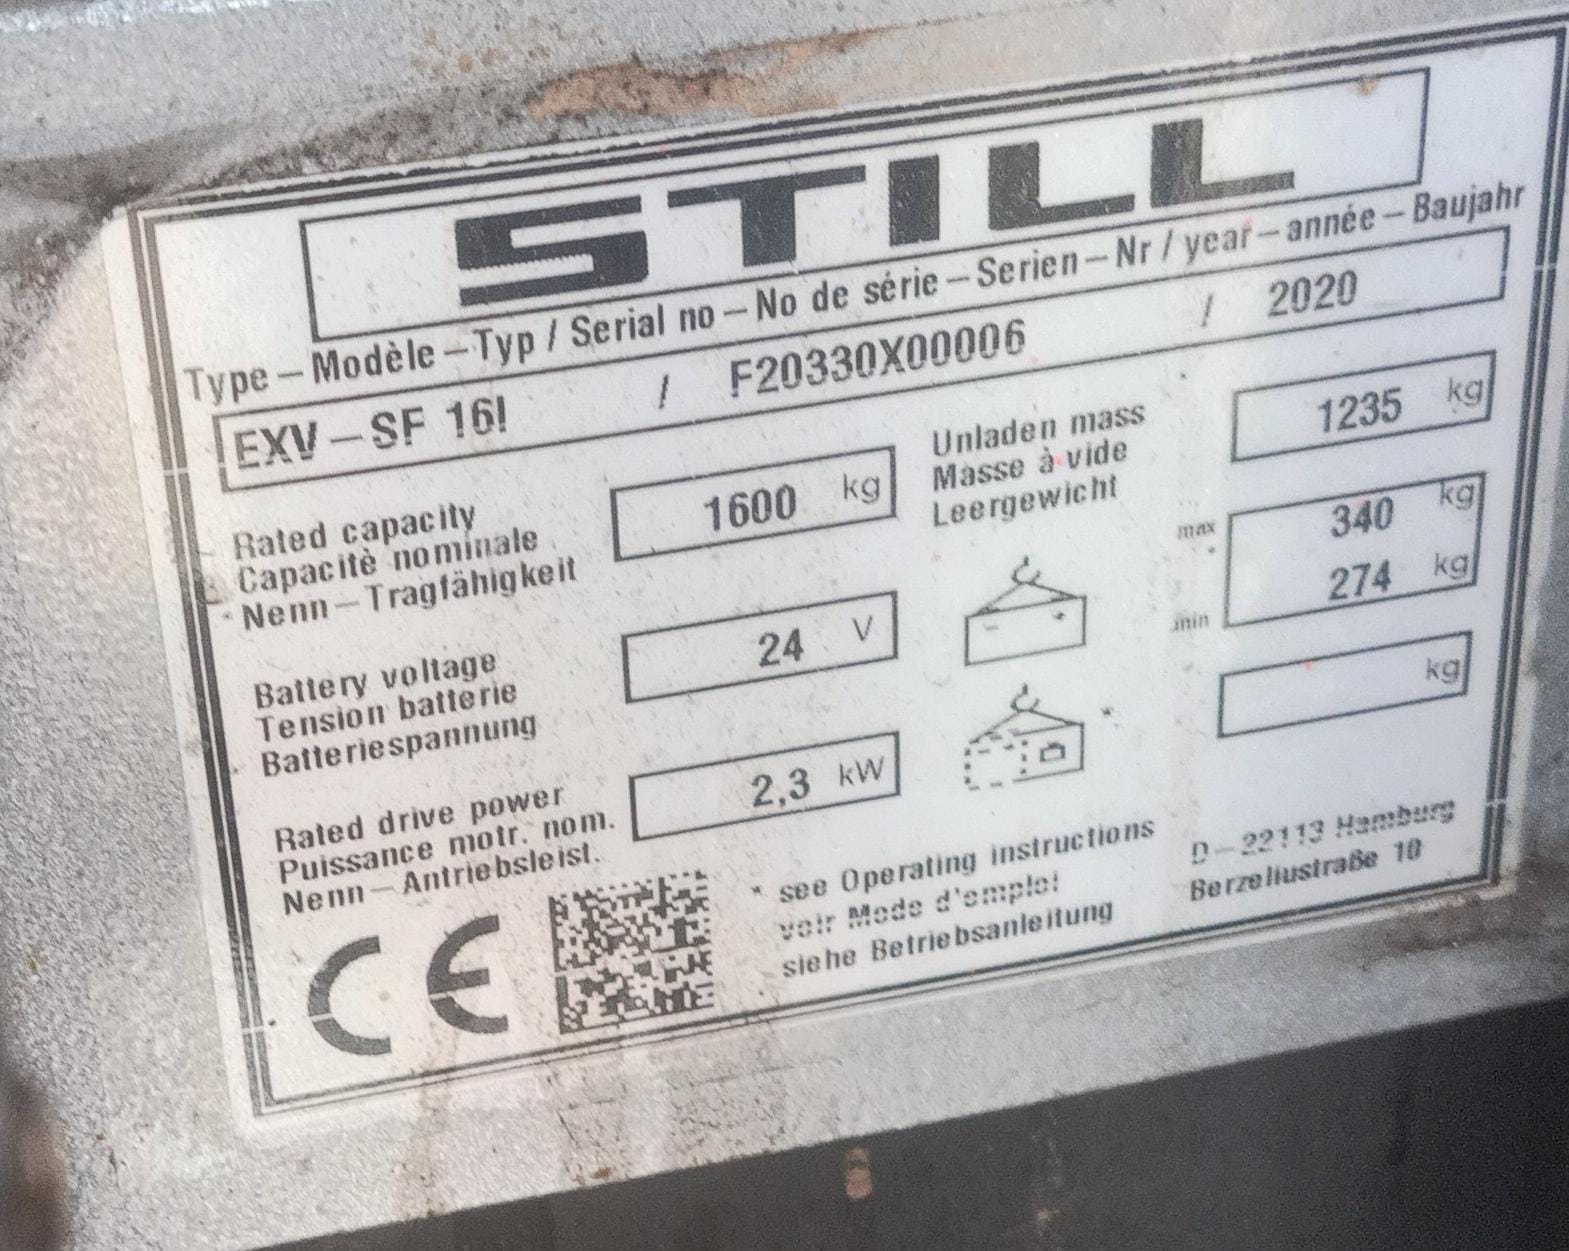 STILL
Type – Modèle – Typ / Serial no – No de série – Serien – Nr / year – année – Baujahr
EXV – SF 16I / F20330X00006 / 2020
Rated capacity
Capacitè nominale
Nenn – Tragfähigkeit
1600 kg
Unladen mass
Masse à vide
Leergewicht
1235 kg
Battery voltage
Tension batterie
Batteriespannung
24 V
max 340 kg
min 274 kg
- +
Rated drive power
Puissance motr. nom.
Nenn – Antriebsleist.
2,3 kW
*
kg
CE
* see Operating instructions
voir Mode d'emploi
siehe Betriebsanleitung
D – 22113 Hamburg
Berzeliustraße 10